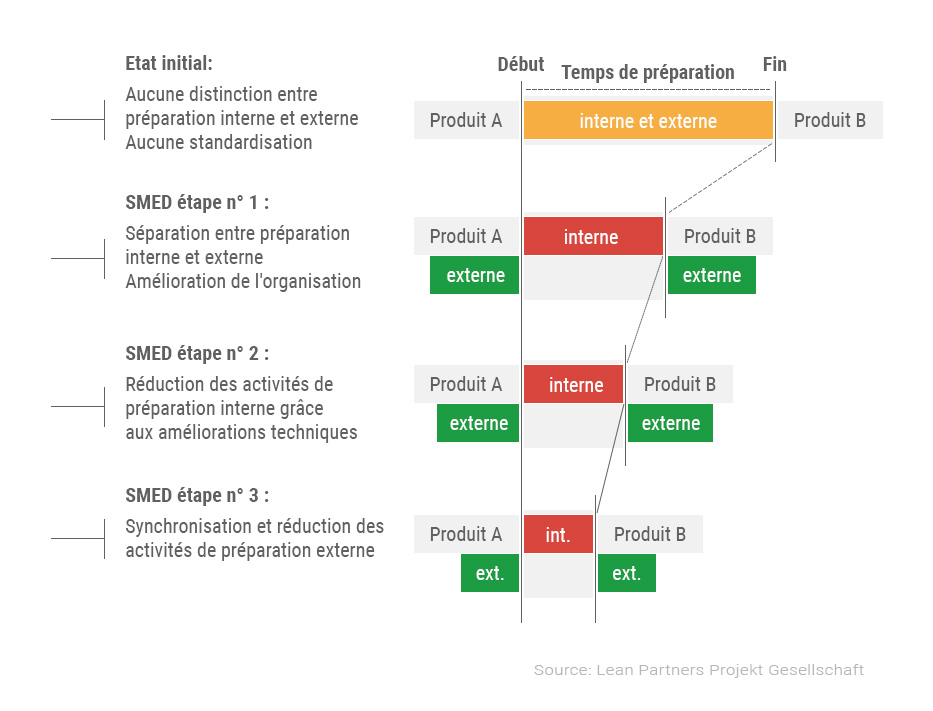 Etat initial:
Aucune distinction entre
préparation interne et externe
Aucune standardisation
Début
Temps de préparation
Fin
Produit A
interne et externe
Produit B
SMED étape n° 1 :
Séparation entre préparation
interne et externe
Amélioration de l'organisation
Produit A
interne
Produit B
externe
externe
SMED étape n° 2 :
Réduction des activités de
préparation interne grâce
aux améliorations techniques
Produit A
interne
Produit B
externe
externe
SMED étape n° 3 :
Synchronisation et réduction des
activités de préparation externe
Produit A
int.
Produit B
ext.
ext.
Source: Lean Partners Projekt Gesellschaft